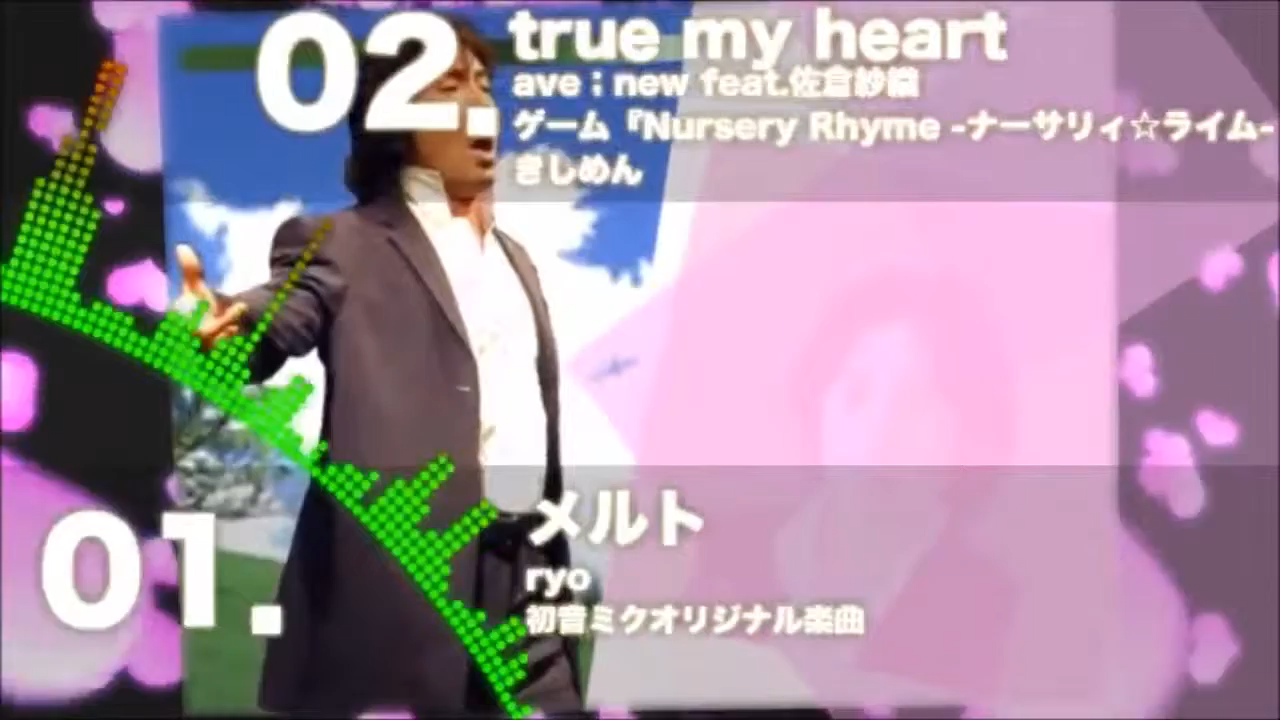 02.
true my heart
ave；new feat.佐倉紗織
ゲーム『Nursery Rhyme -ナーサリィ☆ライム-
きしめん
01.
メルト
ryo
初音ミクオリジナル楽曲